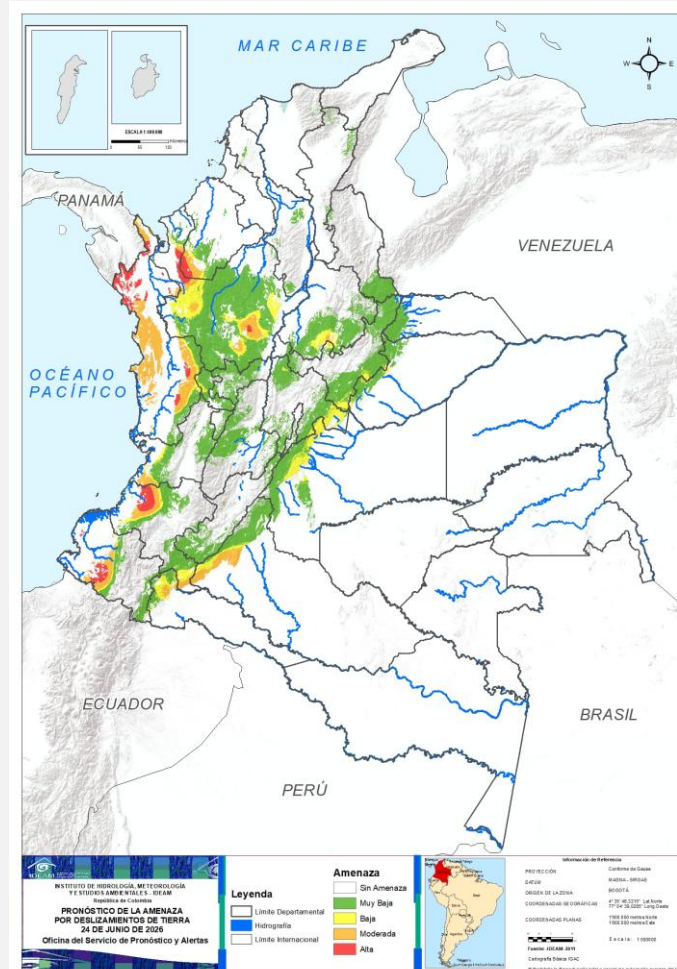 MAR CARIBE
N
W
E
S
ESCALA 1:
PANAMÁ
VENEZUELA
OCÉANO
PACÍFICO
ECUADOR
BRASIL
PERÚ
IDEAM
INSTITUTO DE HIDROLOGÍA, METEOROLOGÍA
Y ESTUDIOS AMBIENTALES - IDEAM
República de Colombia
PRONÓSTICO DE LA AMENAZA
POR DESLIZAMIENTOS DE TIERRA
24 DE JUNIO DE 2026
Oficina del Servicio de Pronóstico y Alertas
Leyenda
Límite Departamental
Hidrografía
Límite Internacional
Amenaza
Sin Amenaza
Muy Baja
Baja
Moderada
Alta
Información de Referencia
PROYECCIÓN Conforme de Gauss
DATUM MAGNA - SIRGAS
ORIGEN DE LA ZONA BOGOTÁ
COORDENADAS GEOGRÁFICAS
COORDENADAS PLANAS
Escala:
Fuente: IDEAM 2011
Cartografía Básica IGAC